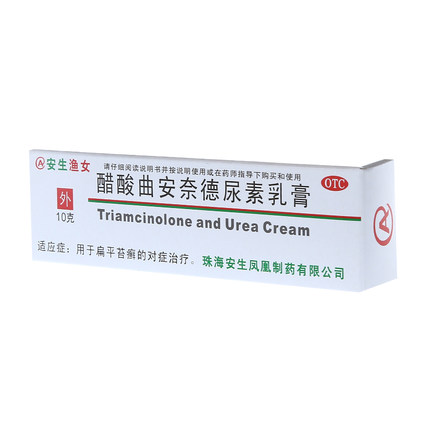 安生渔女
请仔细阅读说明书并按说明使用或在药师指导下购买和使用
OTC
外
10克
醋酸曲安奈德尿素乳膏
Triamcinolone and Urea Cream
适应症：用于扁平苔癣的对症治疗。
珠海安生凤凰制药有限公司
A